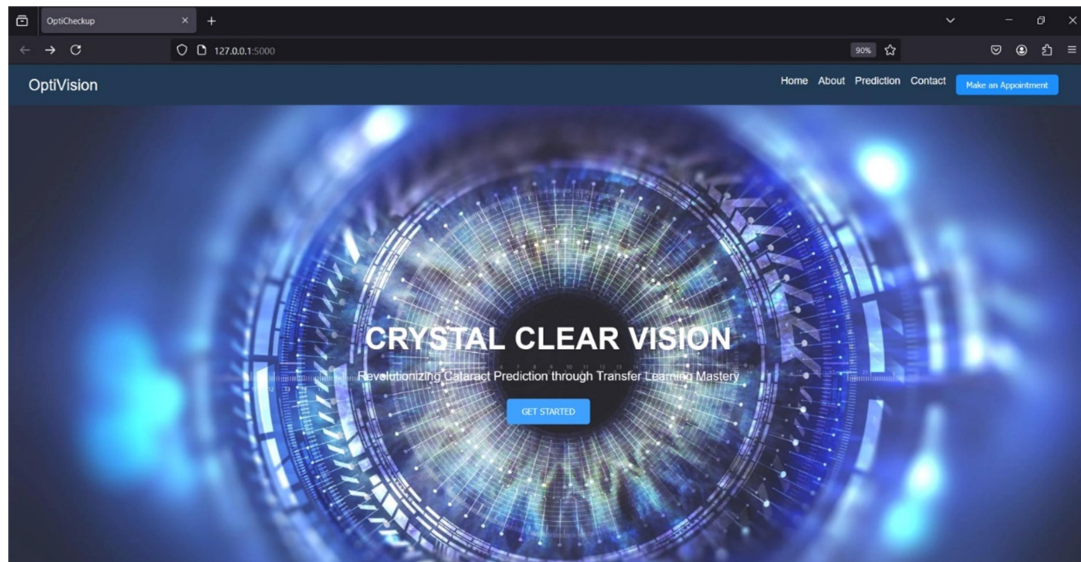 OptiCheckup
127.0.0.1:5000
90%
OptiVision
Home About Prediction Contact Make an Appointment
CRYSTAL CLEAR VISION
Revolutionizing Cataract Prediction through Transfer Learning Mastery
GET STARTED